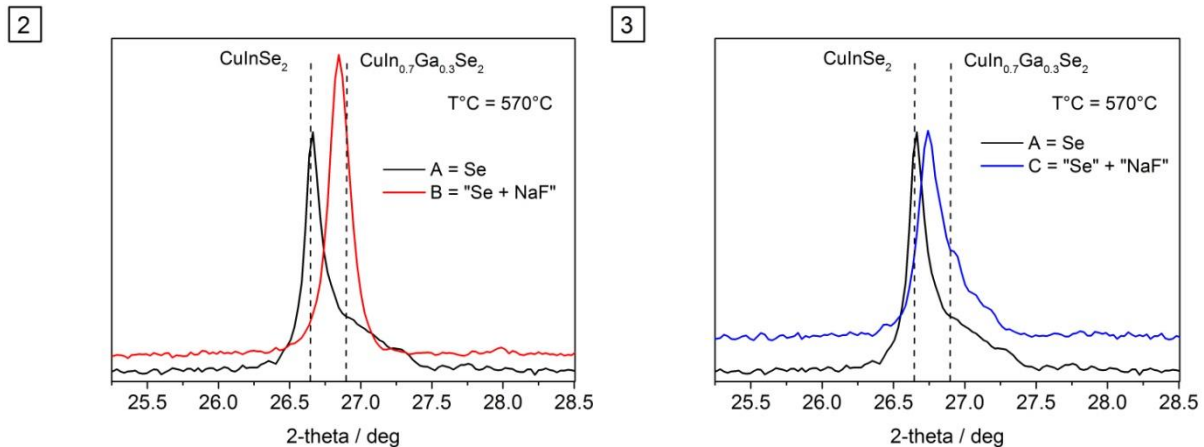 2
CuInSe₂
CuIn₀.₇Ga₀.₃Se₂
T°C = 570°C
A = Se
B = "Se + NaF"
25.5 26.0 26.5 27.0 27.5 28.0 28.5
2-theta / deg
3
CuInSe₂
CuIn₀.₇Ga₀.₃Se₂
T°C = 570°C
A = Se
C = "Se" + "NaF"
25.5 26.0 26.5 27.0 27.5 28.0 28.5
2-theta / deg